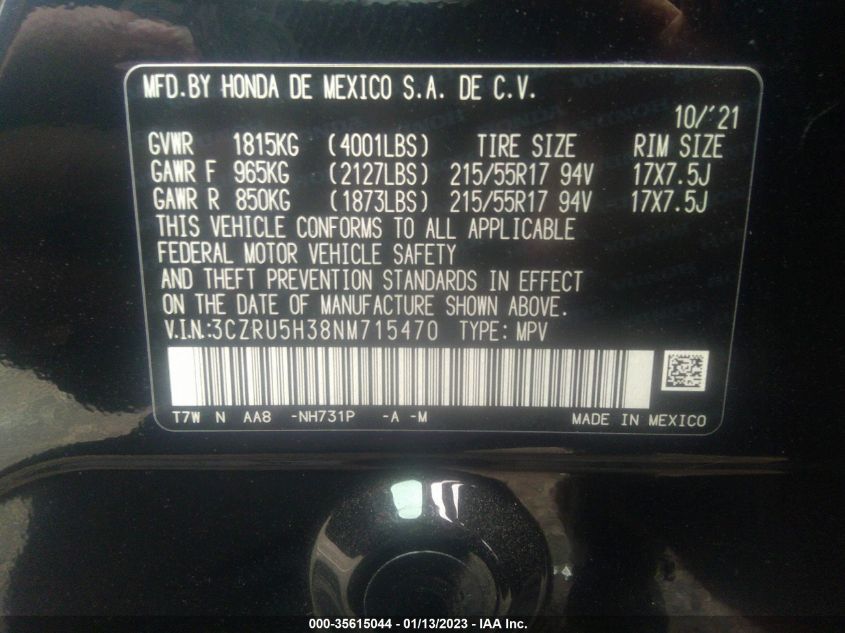 MFD.BY HONDA DE MEXICO S.A. DE C.V.
10/'21
GVWR 1815KG (4001LBS) TIRE SIZE RIM SIZE
GAWR F 965KG (2127LBS) 215/55R17 94V 17X7.5J
GAWR R 850KG (1873LBS) 215/55R17 94V 17X7.5J
THIS VEHICLE CONFORMS TO ALL APPLICABLE
FEDERAL MOTOR VEHICLE SAFETY
AND THEFT PREVENTION STANDARDS IN EFFECT
ON THE DATE OF MANUFACTURE SHOWN ABOVE.
V.I.N.:3CZRU5H38NM715470 TYPE: MPV
T7W N AA8 -NH731P -A -M MADE IN MEXICO
000-35615044 - 01/13/2023 - IAA Inc.